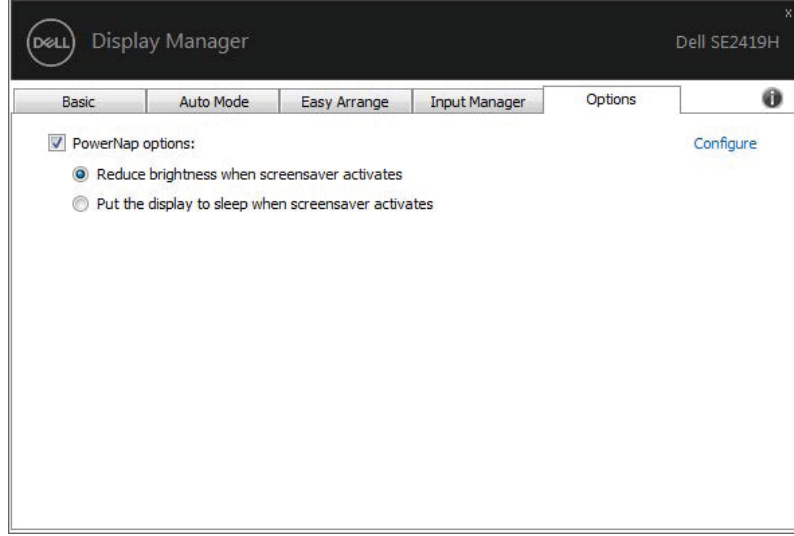 x
DELL Display Manager Dell SE2419H
Basic Auto Mode Easy Arrange Input Manager Options i
PowerNap options: Configure
Reduce brightness when screensaver activates
Put the display to sleep when screensaver activates